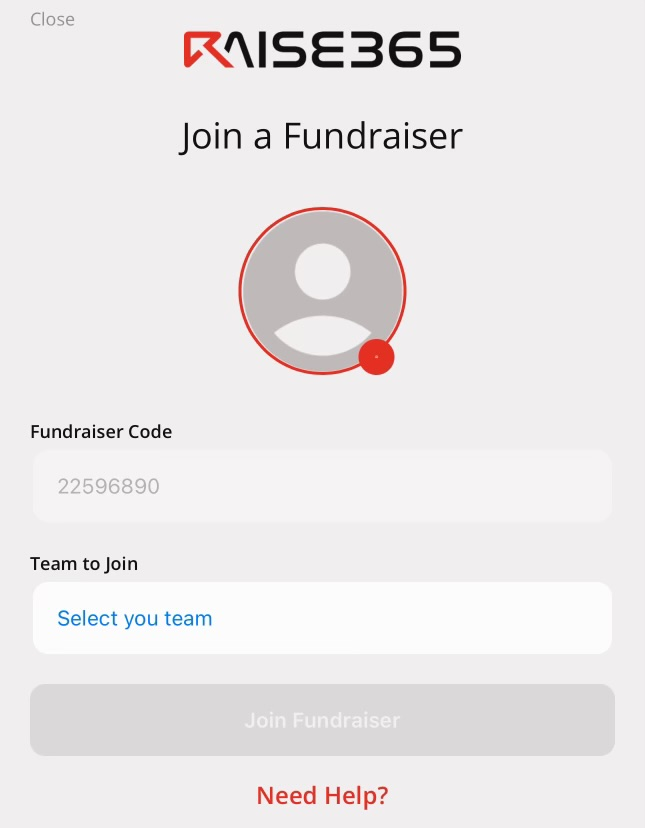 Close
RAISE365
Join a Fundraiser
Fundraiser Code
22596890
Team to Join
Select you team
Join Fundraiser
Need Help?